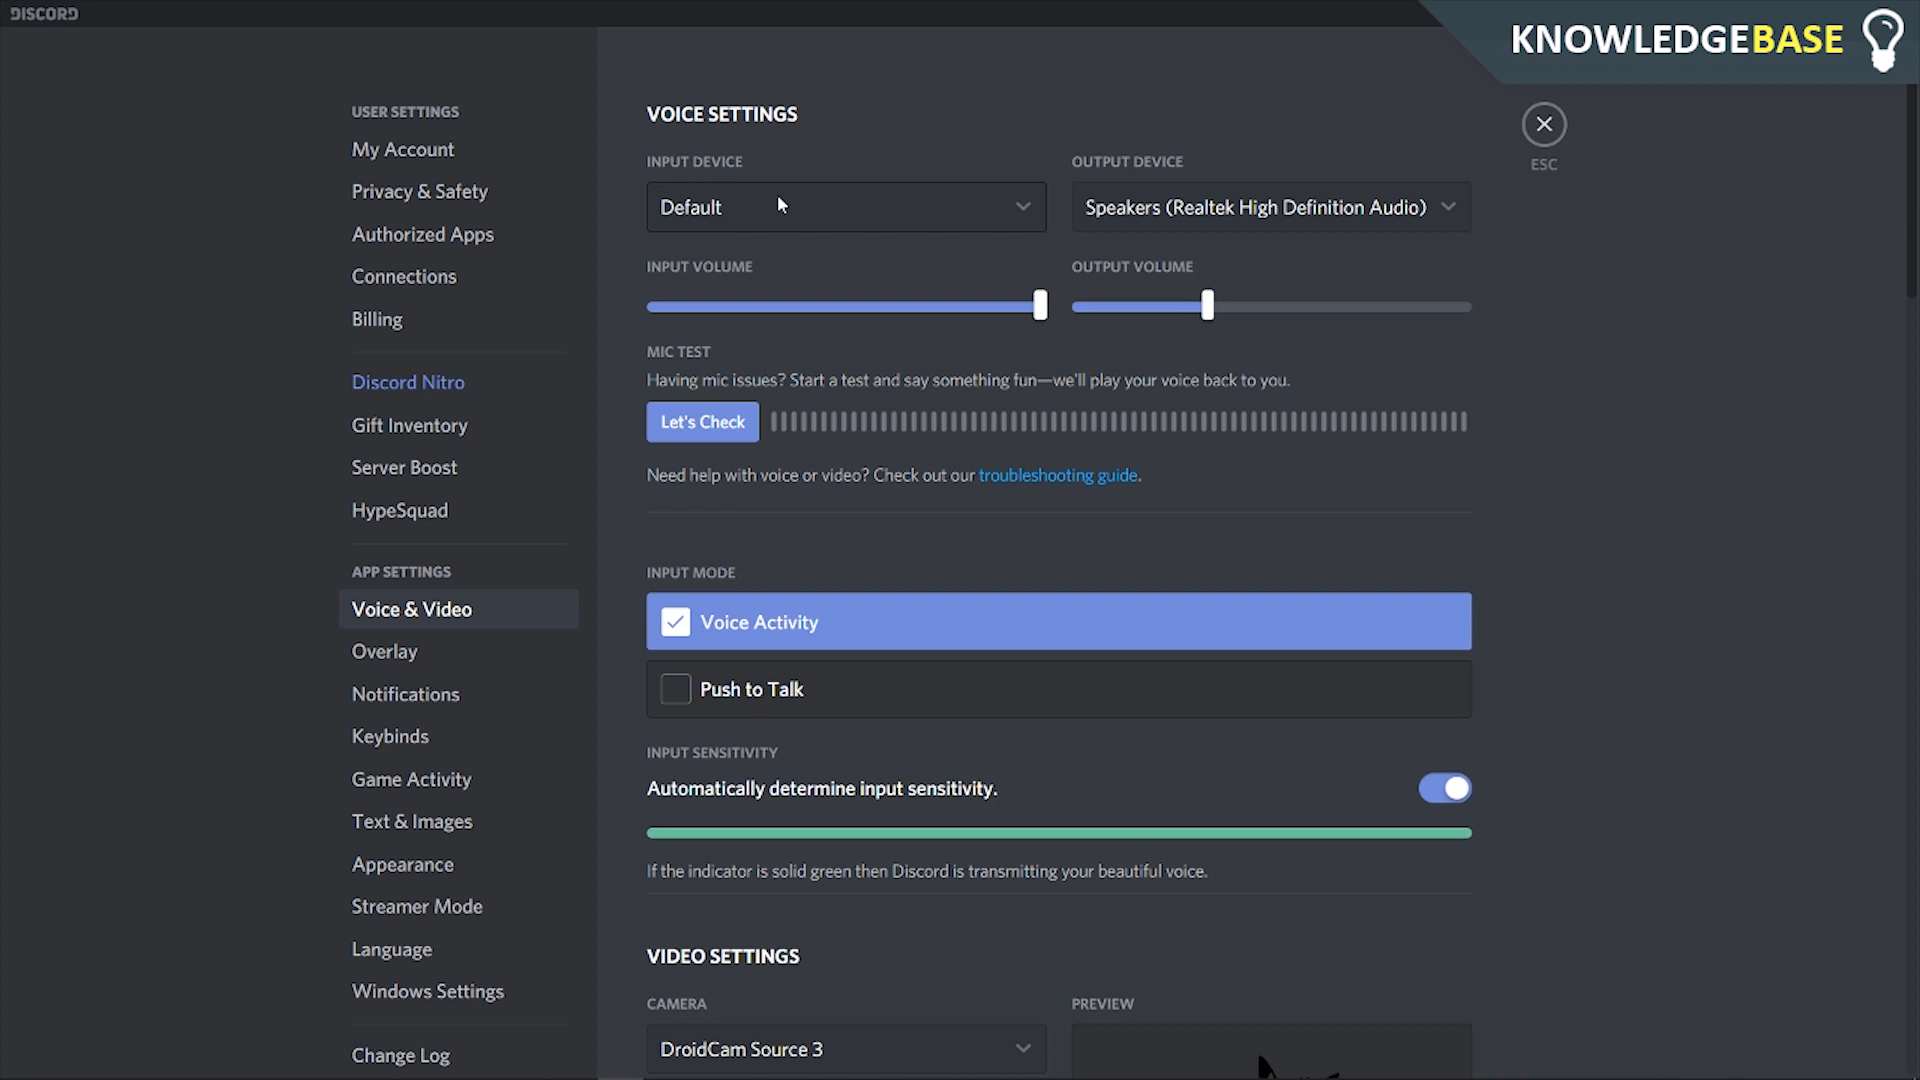 DISCORD
KNOWLEDGEBASE
USER SETTINGS
My Account
Privacy & Safety
Authorized Apps
Connections
Billing
Discord Nitro
Gift Inventory
Server Boost
HypeSquad
APP SETTINGS
Voice & Video
Overlay
Notifications
Keybinds
Game Activity
Text & Images
Appearance
Streamer Mode
Language
Windows Settings
Change Log
VOICE SETTINGS
INPUT DEVICE
Default
OUTPUT DEVICE
Speakers (Realtek High Definition Audio)
INPUT VOLUME
OUTPUT VOLUME
MIC TEST
Having mic issues? Start a test and say something fun—we'll play your voice back to you.
Let's Check
Need help with voice or video? Check out our troubleshooting guide.
INPUT MODE
Voice Activity
Push to Talk
INPUT SENSITIVITY
Automatically determine input sensitivity.
If the indicator is solid green then Discord is transmitting your beautiful voice.
VIDEO SETTINGS
CAMERA
DroidCam Source 3
PREVIEW
ESC